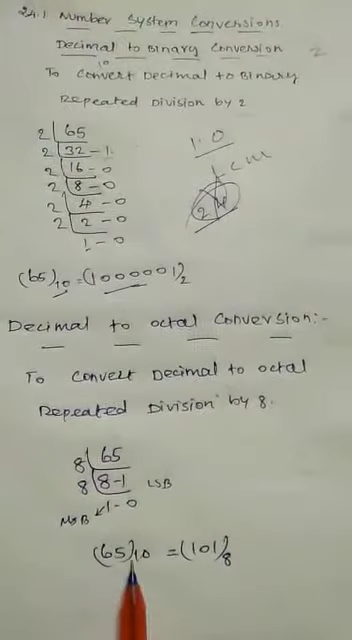 2.4.1 Number System Conversions
Decimal to Binary Conversion
To Convert Decimal to Binary
Repeated Division by 2
2 | 65
2 | 32 - 1
2 | 16 - 0
2 | 8 - 0
2 | 4 - 0
2 | 2 - 0
1 - 0
1.0
2
(65)10 = (1000001)2
Decimal to octal Conversion:-
To Convert Decimal to octal
Repeated Division by 8.
8 | 65
8 | 8-1 LSB
MSB 1-0
(65)10 = (101)8